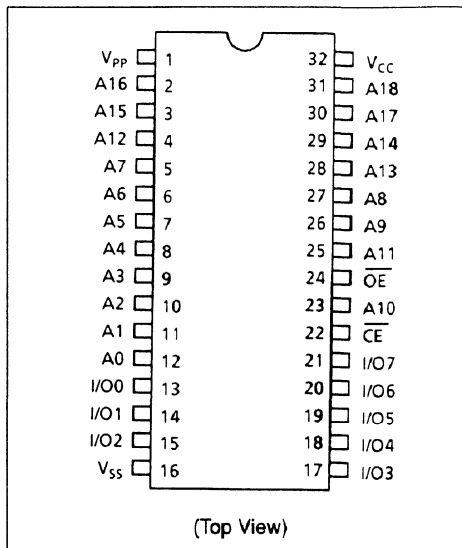 VPP 1 32 VCC
A16 2 31 A18
A15 3 30 A17
A12 4 29 A14
A7 5 28 A13
A6 6 27 A8
A5 7 26 A9
A4 8 25 A11
A3 9 24 OE
A2 10 23 A10
A1 11 22 CE
A0 12 21 I/O7
I/O0 13 20 I/O6
I/O1 14 19 I/O5
I/O2 15 18 I/O4
VSS 16 17 I/O3
(Top View)